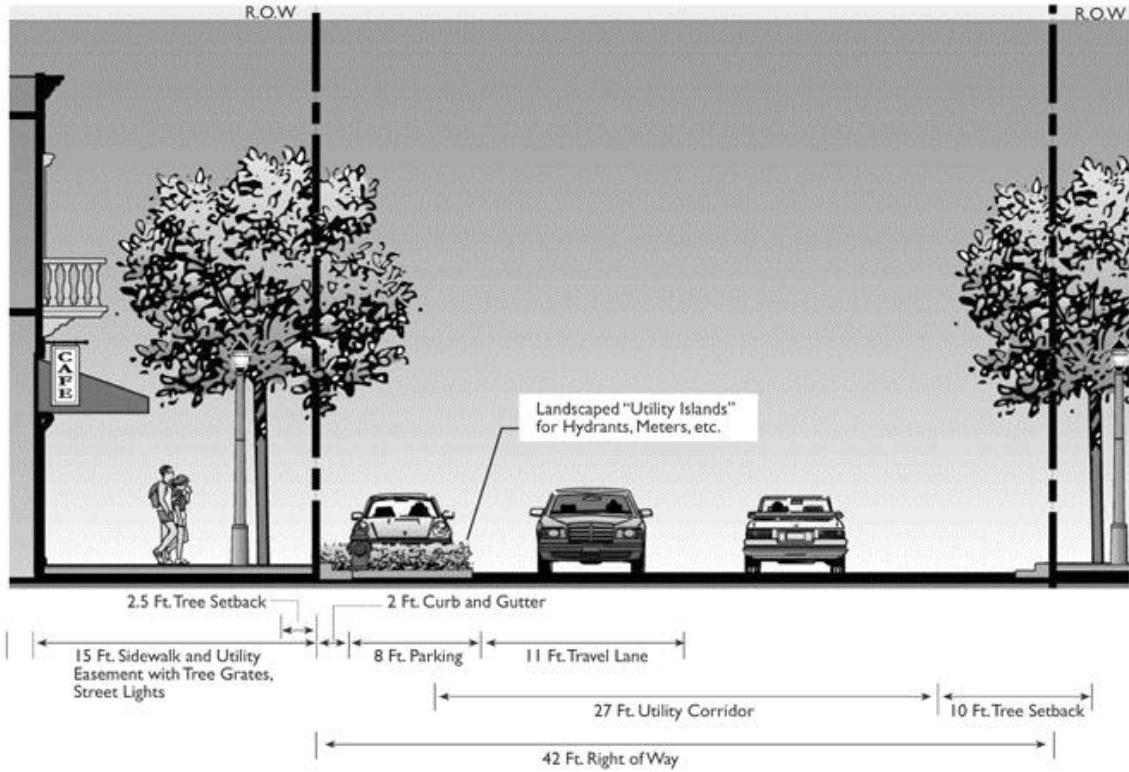 R.O.W
R.O.W
CAFE
Landscaped “Utility Islands”
for Hydrants, Meters, etc.
2.5 Ft. Tree Setback
2 Ft. Curb and Gutter
15 Ft. Sidewalk and Utility
Easement with Tree Grates,
Street Lights
8 Ft. Parking
11 Ft. Travel Lane
27 Ft. Utility Corridor
10 Ft. Tree Setback
42 Ft. Right of Way